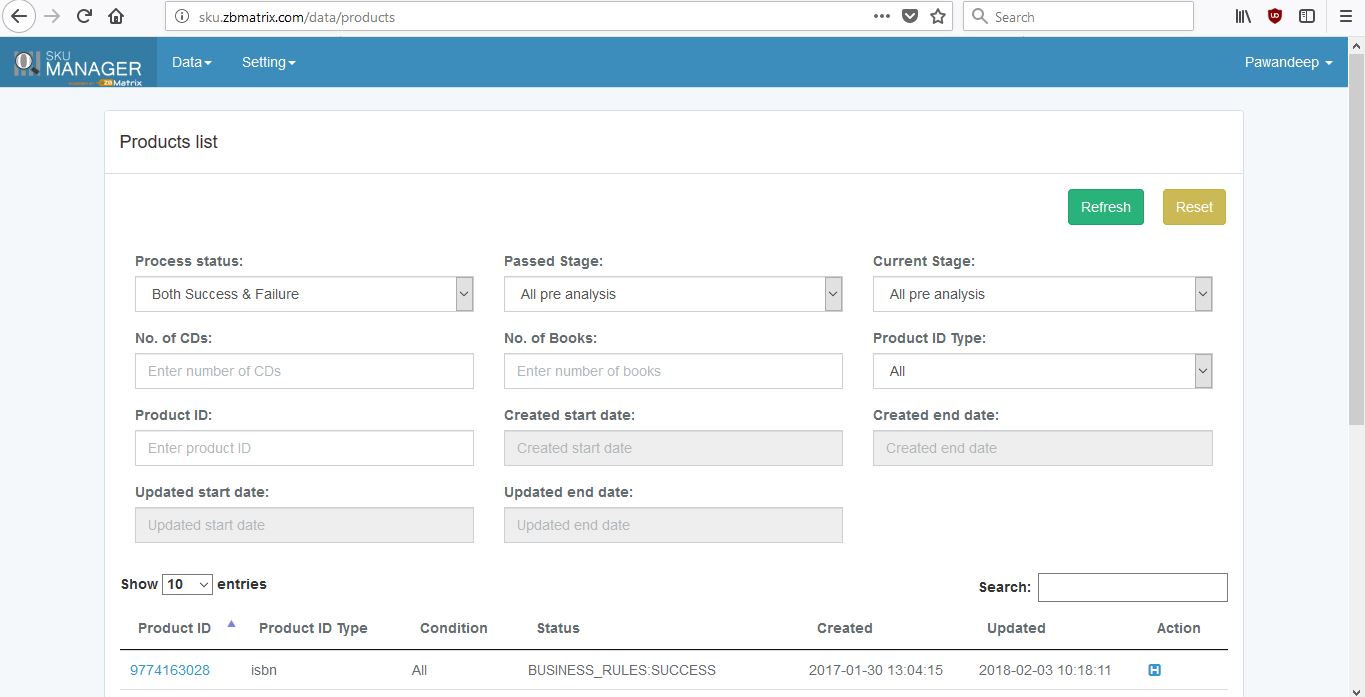 sku.zbmatrix.com/data/products
Search
SKU
MANAGER
Matrix
Data
Setting
Pawandeep
Products list
Refresh
Reset
Process status:
Passed Stage:
Current Stage:
Both Success & Failure
All pre analysis
All pre analysis
No. of CDs:
No. of Books:
Product ID Type:
Enter number of CDs
Enter number of books
All
Product ID:
Created start date:
Created end date:
Enter product ID
Created start date
Created end date
Updated start date:
Updated end date:
Updated start date
Updated end date
Show 10 entries
Search:
Product ID Product ID Type Condition Status Created Updated Action
9774163028 isbn All BUSINESS_RULES:SUCCESS 2017-01-30 13:04:15 2018-02-03 10:18:11 H